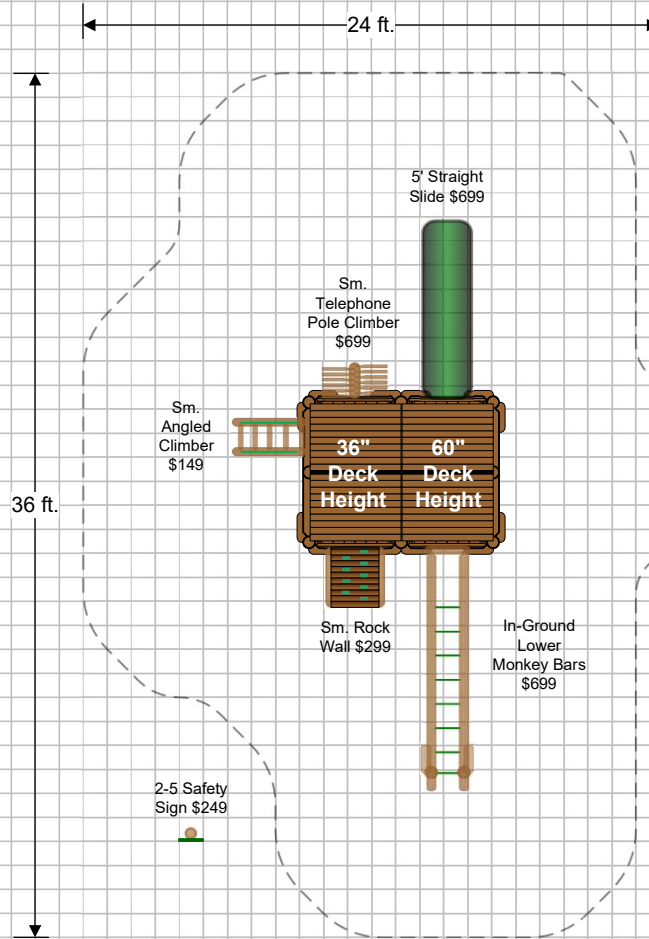 24 ft.
5' Straight
Slide $699
Sm.
Telephone
Pole Climber
$699
Sm.
Angled
Climber
$149
36"
Deck
Height
60"
Deck
Height
36 ft.
Sm. Rock
Wall $299
In-Ground
Lower
Monkey Bars
$699
2-5 Safety
Sign $249